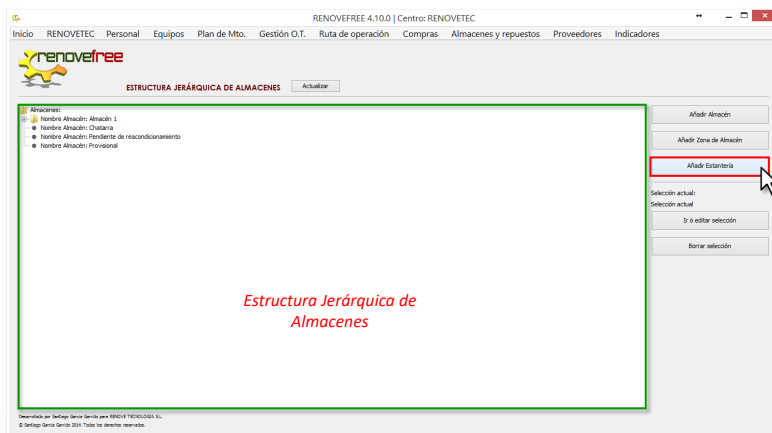 RENOVEFREE 4.10.0 | Centro: RENOVETEC
Inicio RENOVETEC Personal Equipos Plan de Mto. Gestión O.T. Ruta de operación Compras Almacenes y repuestos Proveedores Indicadores
renovefree
ESTRUCTURA JERÁRQUICA DE ALMACENES Actualizar
Almacenes:
Nombre Almacén: Almacén 1
Nombre Almacén: Chatarra
Nombre Almacén: Pendiente de reacondicionamiento
Nombre Almacén: Provisional
Añadir Almacén
Añadir Zona de Almacén
Añadir Estantería
Selección actual:
Selección actual
Ir o editar selección
Borrar selección
Estructura Jerárquica de
Almacenes
Desarrollado por Santiago García Garrido para RENOVE TECNOLOGÍA S.L.
© Santiago García Garrido 2014. Todos los derechos reservados.